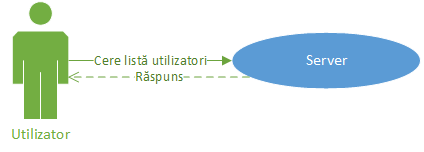 Cere listă utilizatori
Server
Răspuns
Utilizator